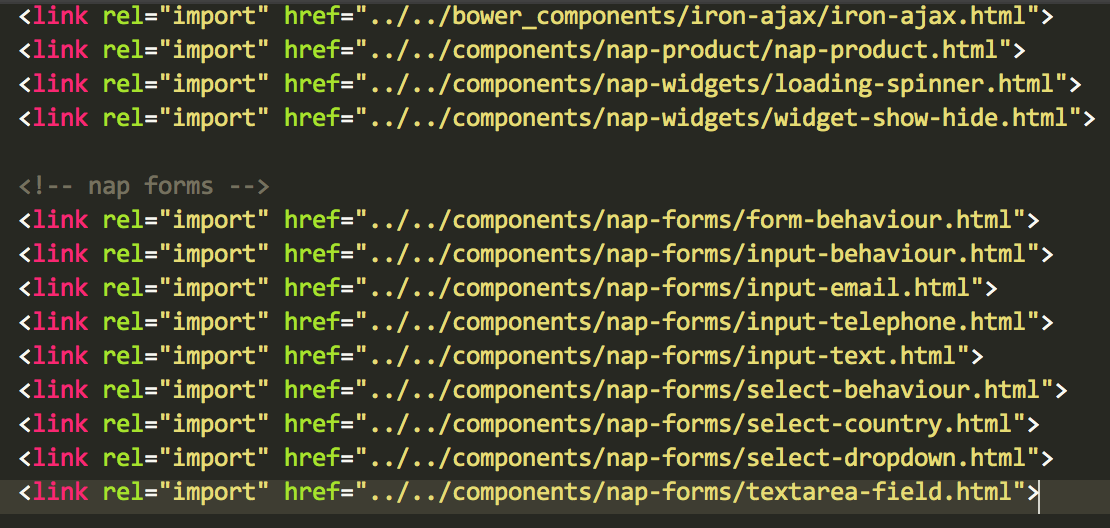 <link rel="import" href="../../bower_components/iron-ajax/iron-ajax.html">
<link rel="import" href="../../components/nap-product/nap-product.html">
<link rel="import" href="../../components/nap-widgets/loading-spinner.html">
<link rel="import" href="../../components/nap-widgets/widget-show-hide.html">
<!-- nap forms -->
<link rel="import" href="../../components/nap-forms/form-behaviour.html">
<link rel="import" href="../../components/nap-forms/input-behaviour.html">
<link rel="import" href="../../components/nap-forms/input-email.html">
<link rel="import" href="../../components/nap-forms/input-telephone.html">
<link rel="import" href="../../components/nap-forms/input-text.html">
<link rel="import" href="../../components/nap-forms/select-behaviour.html">
<link rel="import" href="../../components/nap-forms/select-country.html">
<link rel="import" href="../../components/nap-forms/select-dropdown.html">
<link rel="import" href="../../components/nap-forms/textarea-field.html">